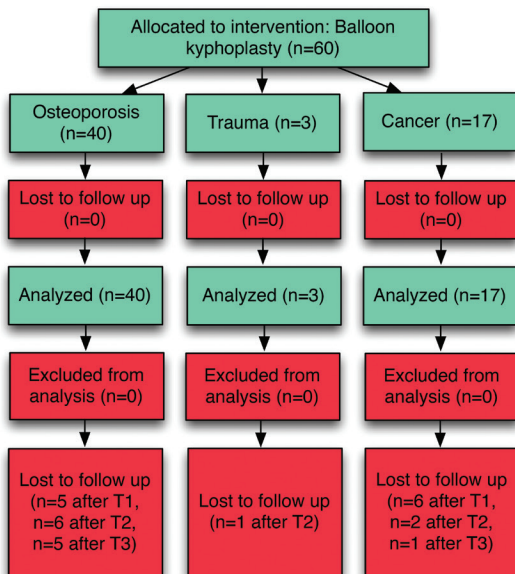 Allocated to intervention: Balloon
kyphoplasty (n=60)
Osteoporosis
(n=40)
Trauma (n=3)
Cancer (n=17)
Lost to follow up
(n=0)
Lost to follow up
(n=0)
Lost to follow up
(n=0)
Analyzed (n=40)
Analyzed (n=3)
Analyzed (n=17)
Excluded from
analysis (n=0)
Excluded from
analysis (n=0)
Excluded from
analysis (n=0)
Lost to follow up
(n=5 after T1,
n=6 after T2,
n=5 after T3)
Lost to follow up
(n=1 after T2)
Lost to follow up
(n=6 after T1,
n=2 after T2,
n=1 after T3)